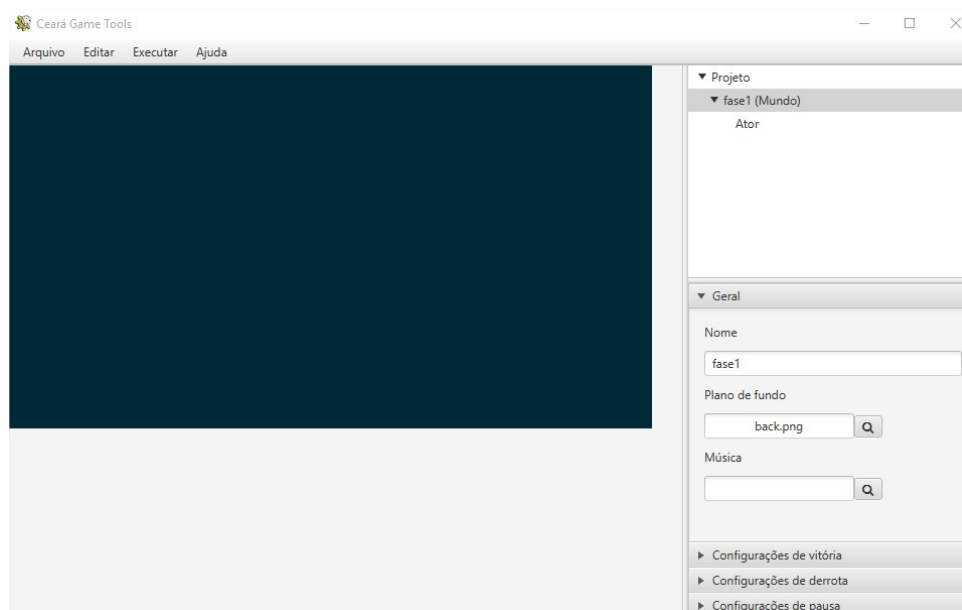 Ceará Game Tools
Arquivo Editar Executar Ajuda
Projeto
fase1 (Mundo)
Ator
Geral
Nome
fase1
Plano de fundo
back.png
Música
Configurações de vitória
Configurações de derrota
Configurações de pausa